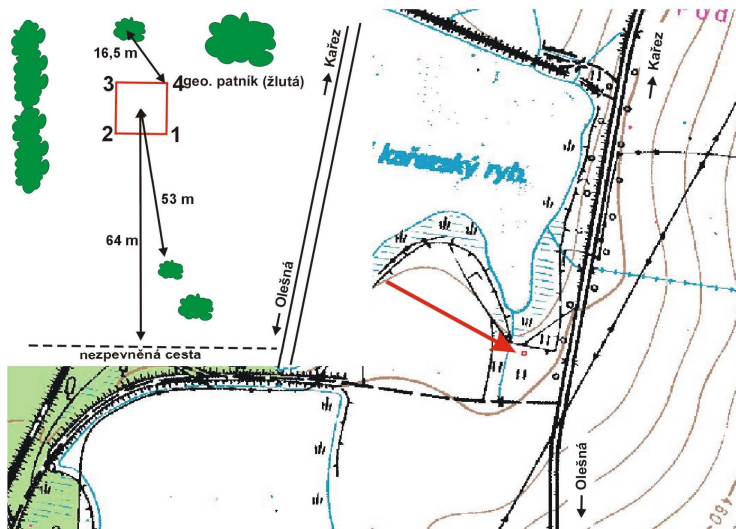 16,5 m
3
4
geo. patník (žlutá)
2
1
53 m
64 m
Kařez
Olešná
nezpevněná cesta
kařezský ryb.
Kařez
Olešná
460